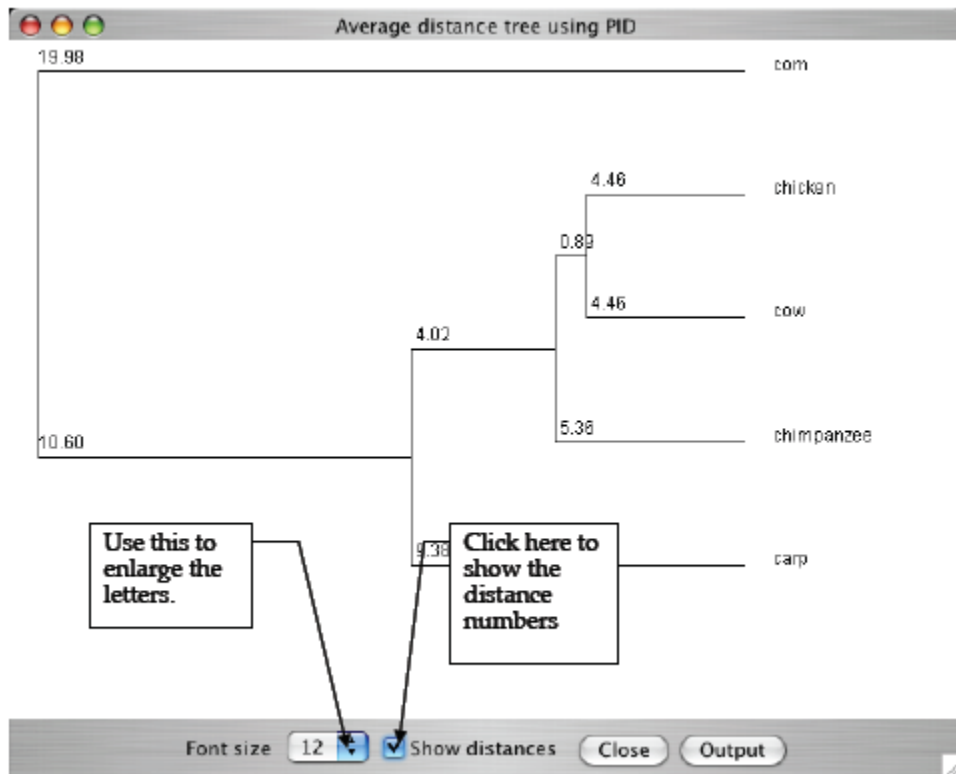 Average distance tree using PID
19.98
corn
4.46
chicken
0.89
4.46
cow
4.02
5.36
chimpanzee
10.60
9.38
carp
Use this to
enlarge the
letters.
Click here to
show the
distance
numbers
Font size
12
Show distances
Close
Output